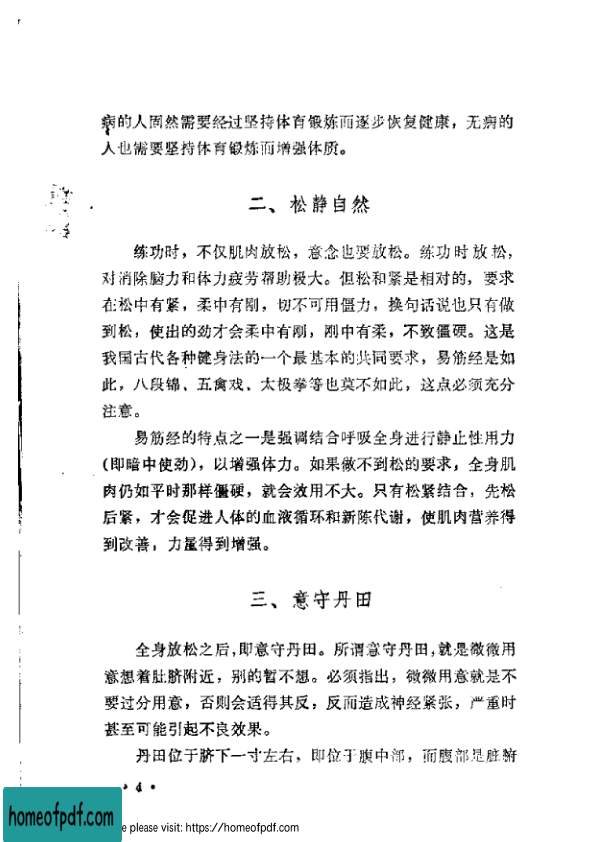 病的人固然需要经过坚持体育锻炼而逐步恢复健康，无病的
人也需要坚持体育锻炼而增强体质。
二、松静自然
练功时，不仅肌肉放松，意念也要放松。练功时放松，
对消除脑力和体力疲劳帮助极大。但松和紧是相对的，要求
在松中有紧，柔中有刚，切不可用僵力，换句话说也只有做
到松，使出的劲才会柔中有刚，刚中有柔，不致僵硬。这是
我国古代各种健身法的一个最基本的共同要求，易筋经是如
此，八段锦、五禽戏、太极拳等也莫不如此，这点必须充分
注意。
易筋经的特点之一是强调结合呼吸全身进行静止性用力
(即暗中使劲)，以增强体力。如果做不到松的要求，全身肌
肉仍如平时那样僵硬，就会效用不大。只有松紧结合，先松
后紧，才会促进人体的血液循环和新陈代谢，使肌肉营养得
到改善，力量得到增强。
三、意守丹田
全身放松之后，即意守丹田。所谓意守丹田，就是微微用
意想着肚脐附近，别的暂不想。必须指出，微微用意就是不
要过分用意，否则会适得其反，反而造成神经紧张，严重时
甚至可能引起不良效果。
丹田位于脐下一寸左右，即位于腹中部，而腹部是脏腑
• 4 •
homeofpdf.com
e please visit: https://homeofpdf.com